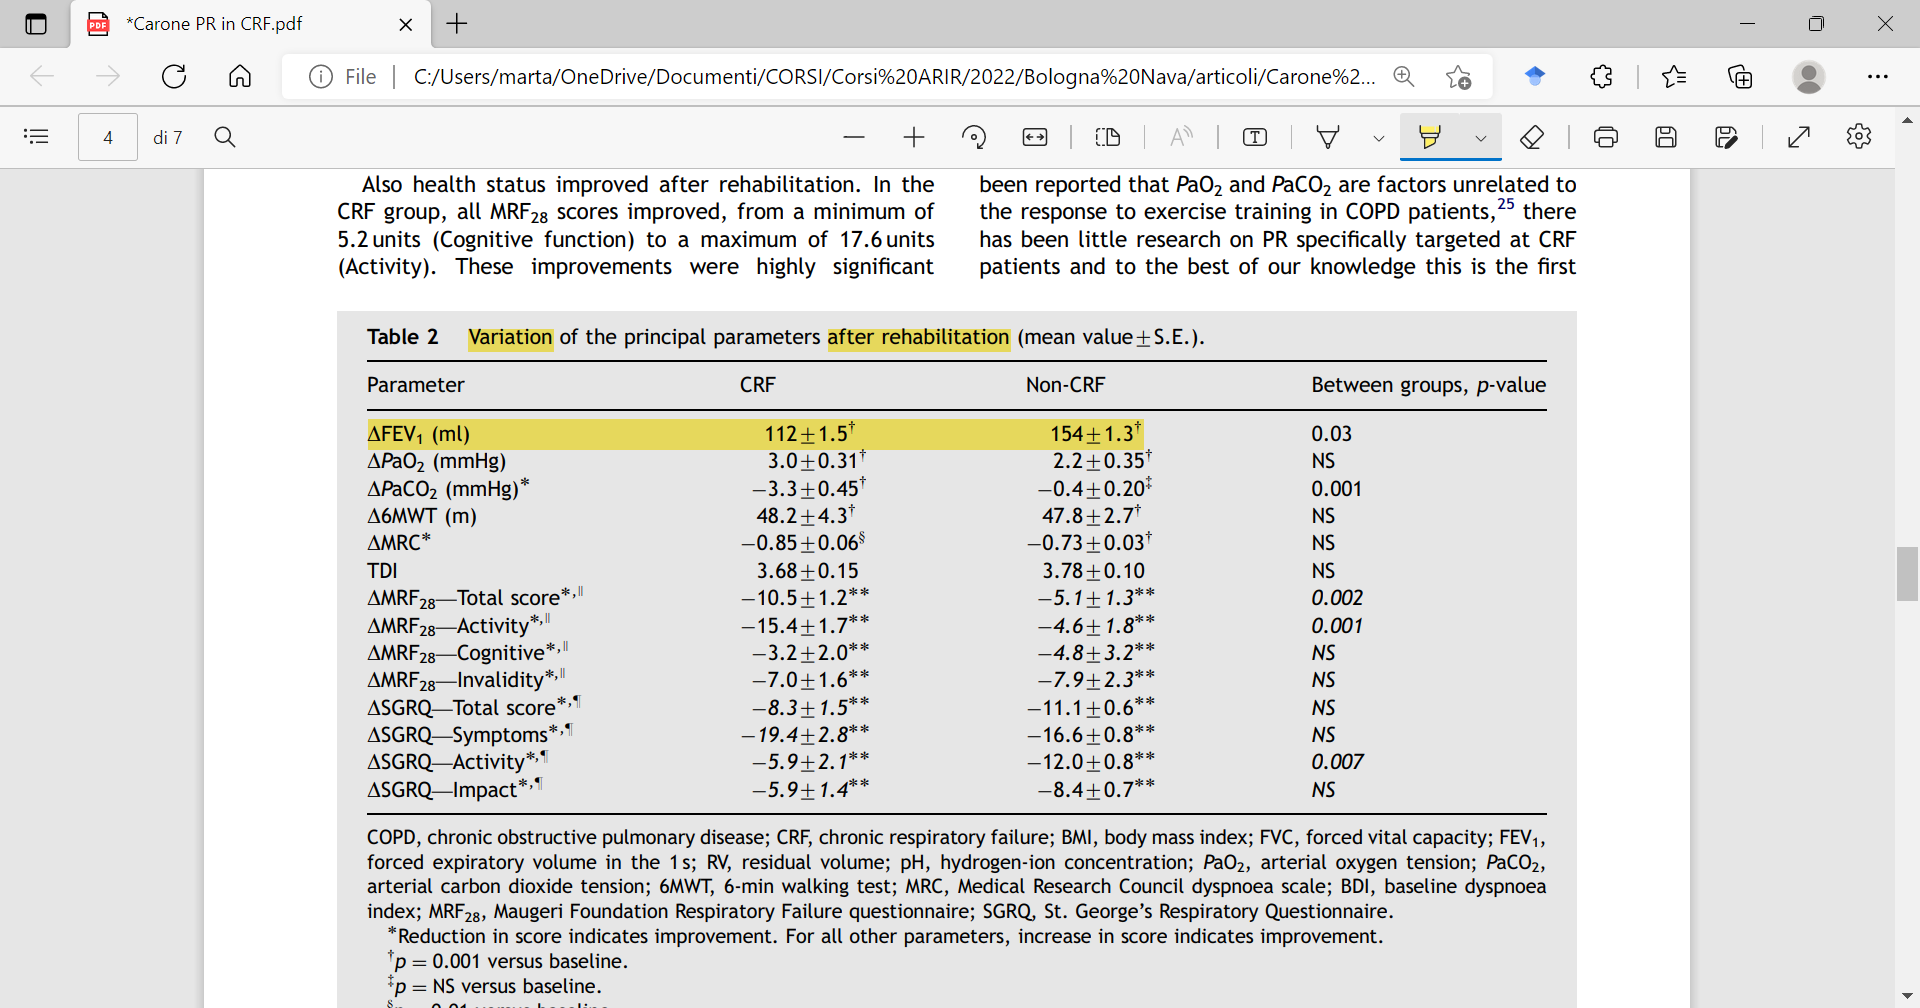 *Carone PR in CRF.pdf
File
C:/Users/marta/OneDrive/Documenti/CORSI/Corsi%20ARIR/2022/Bologna%20Nava/articoli/Carone%2...
4 di 7
Also health status improved after rehabilitation. In the
CRF group, all MRF₂₈ scores improved, from a minimum of
5.2 units (Cognitive function) to a maximum of 17.6 units
(Activity). These improvements were highly significant
been reported that PaO₂ and PaCO₂ are factors unrelated to
the response to exercise training in COPD patients,²⁵ there
has been little research on PR specifically targeted at CRF
patients and to the best of our knowledge this is the first
Table 2 Variation of the principal parameters after rehabilitation (mean value±S.E.).
Parameter CRF Non-CRF Between groups, p-value
ΔFEV₁ (ml) 112±1.5† 154±1.3† 0.03
ΔPaO₂ (mmHg) 3.0±0.31† 2.2±0.35† NS
ΔPaCO₂ (mmHg)* −3.3±0.45† −0.4±0.20‡ 0.001
Δ6MWT (m) 48.2±4.3† 47.8±2.7† NS
ΔMRC* −0.85±0.06§ −0.73±0.03† NS
TDI 3.68±0.15 3.78±0.10 NS
ΔMRF₂₈—Total score*,‖ −10.5±1.2** −5.1±1.3** 0.002
ΔMRF₂₈—Activity*,‖ −15.4±1.7** −4.6±1.8** 0.001
ΔMRF₂₈—Cognitive*,‖ −3.2±2.0** −4.8±3.2** NS
ΔMRF₂₈—Invalidity*,‖ −7.0±1.6** −7.9±2.3** NS
ΔSGRQ—Total score*,¶ −8.3±1.5** −11.1±0.6** NS
ΔSGRQ—Symptoms*,¶ −19.4±2.8** −16.6±0.8** NS
ΔSGRQ—Activity*,¶ −5.9±2.1** −12.0±0.8** 0.007
ΔSGRQ—Impact*,¶ −5.9±1.4** −8.4±0.7** NS
COPD, chronic obstructive pulmonary disease; CRF, chronic respiratory failure; BMI, body mass index; FVC, forced vital capacity; FEV₁,
forced expiratory volume in the 1 s; RV, residual volume; pH, hydrogen-ion concentration; PaO₂, arterial oxygen tension; PaCO₂,
arterial carbon dioxide tension; 6MWT, 6-min walking test; MRC, Medical Research Council dyspnoea scale; BDI, baseline dyspnoea
index; MRF₂₈, Maugeri Foundation Respiratory Failure questionnaire; SGRQ, St. George’s Respiratory Questionnaire.
*Reduction in score indicates improvement. For all other parameters, increase in score indicates improvement.
†p = 0.001 versus baseline.
‡p = NS versus baseline.